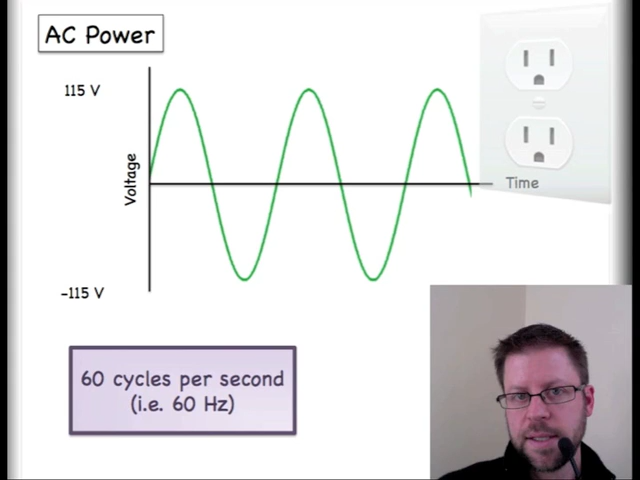 AC Power
115 V
Voltage
Time
-115 V
60 cycles per second
(i.e. 60 Hz)